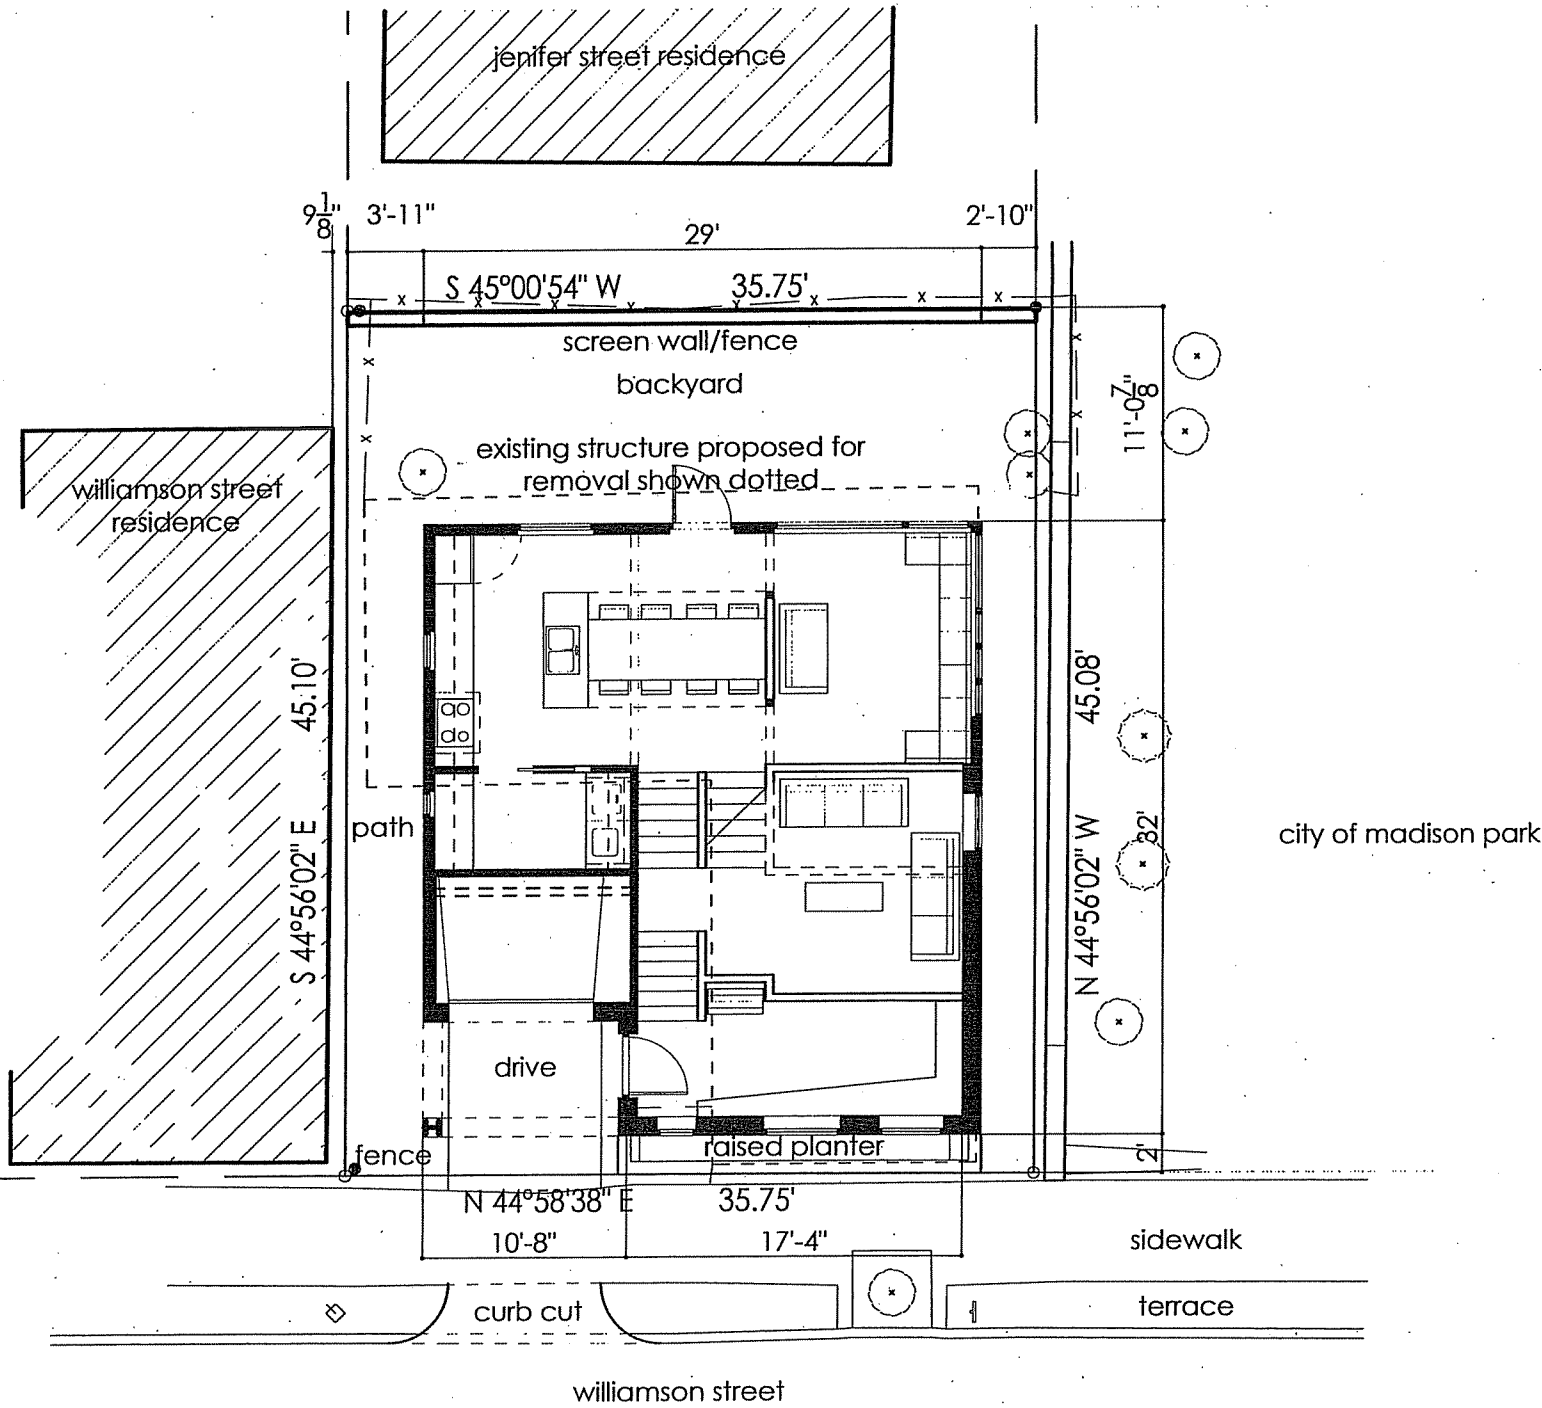 jenifer street residence
9 1/8" 3'-11" 2'-10"
29'
S 45°00'54" W 35.75'
screen wall/fence
backyard
11'-0 7/8"
existing structure proposed for
removal shown dotted
williamson street
residence
45.10'
45.08'
path
32'
city of madison park
S 44°56'02" E
N 44°56'02" W
drive
raised planter
2'
fence
N 44°58'38" E 35.75'
10'-8" 17'-4"
sidewalk
curb cut
terrace
williamson street